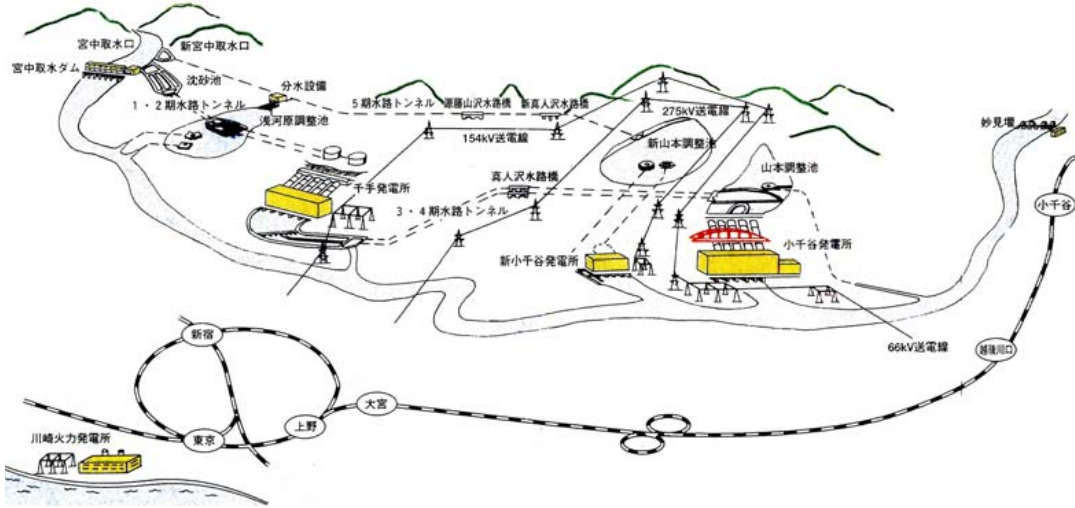 宮中取水口
新宮中取水口
宮中取水ダム
沈砂池
分水設備
1・2期水路トンネル
浅河原調整池
5期水路トンネル
源藤山沢水路橋
新真人沢水路橋
275kV送電線
154kV送電線
妙見堰
新山本調整池
山本調整池
真人沢水路橋
千手発電所
小千谷
3・4期水路トンネル
小千谷発電所
新小千谷発電所
66kV送電線
越後川口
新宿
大宮
上野
東京
川崎火力発電所